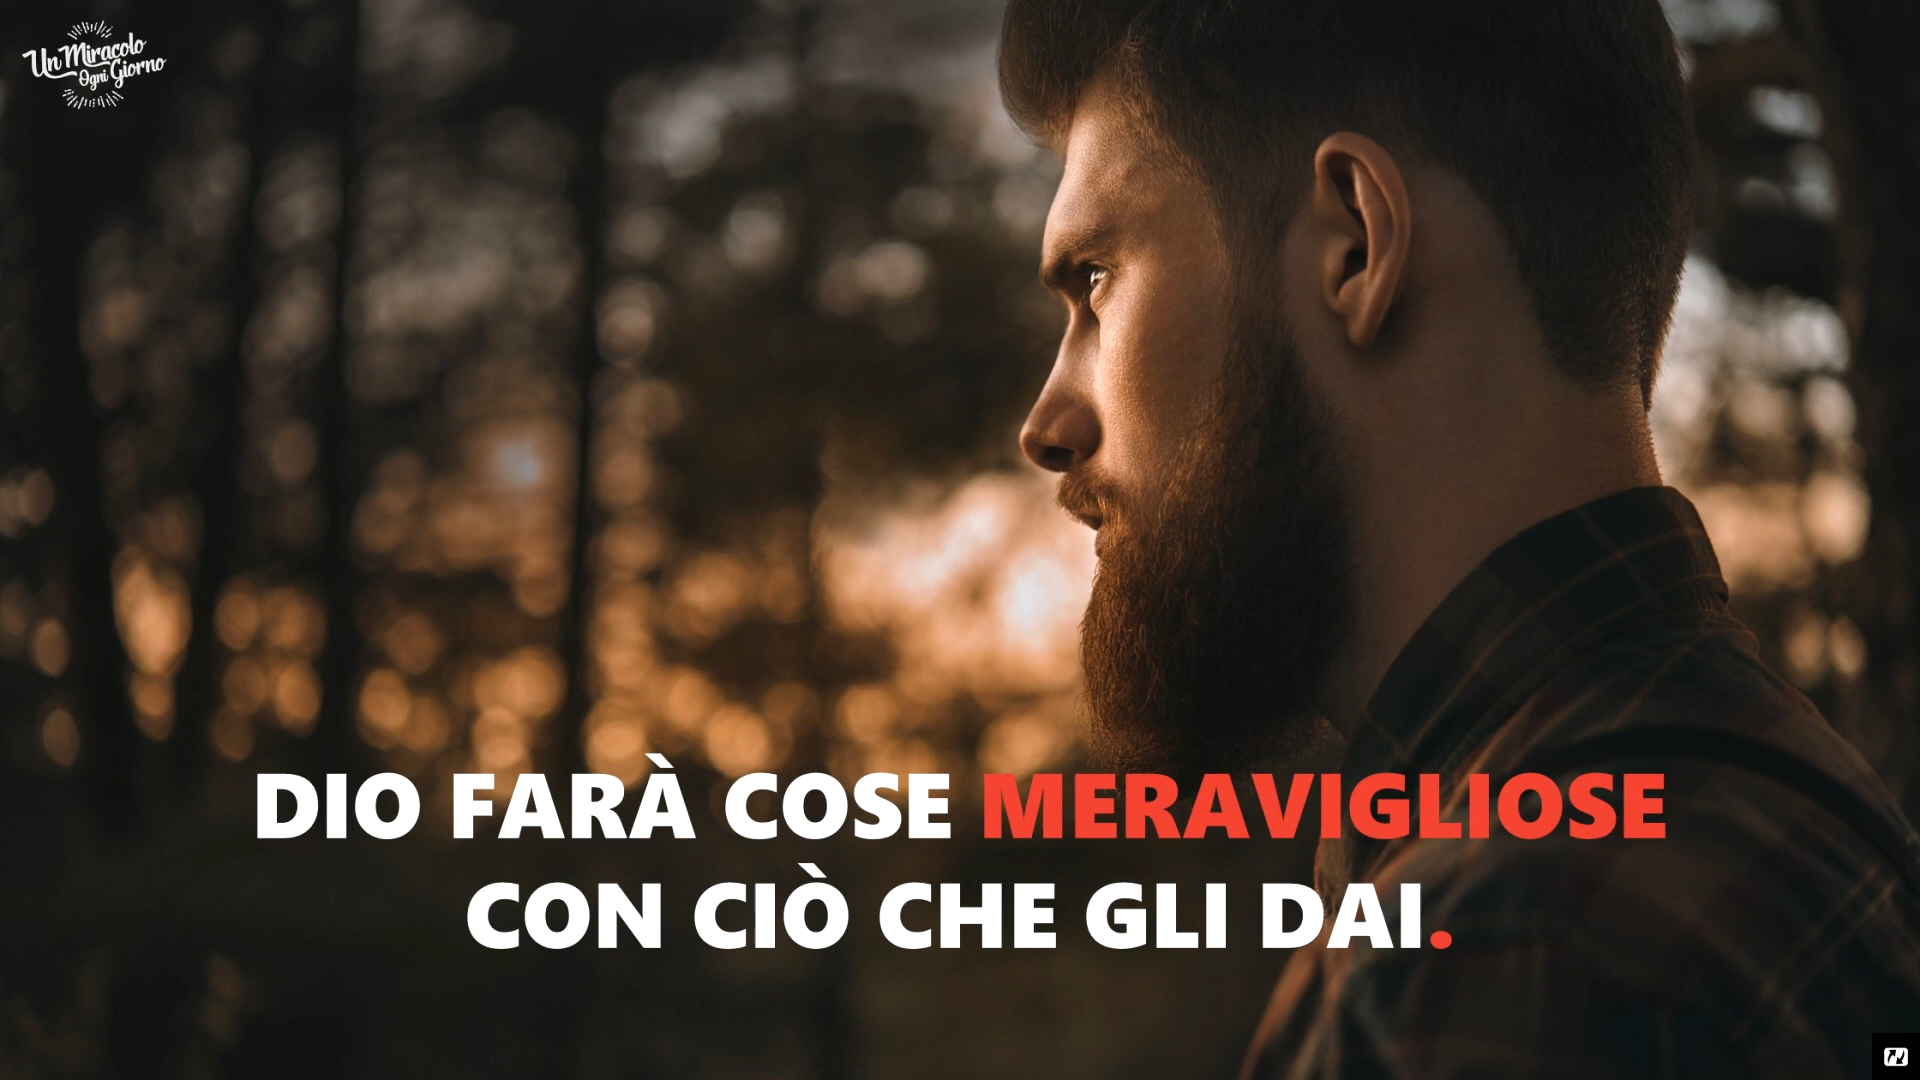 Un Miracolo
Ogni Giorno
DIO FARÀ COSE MERAVIGLIOSE
CON CIÒ CHE GLI DAI.